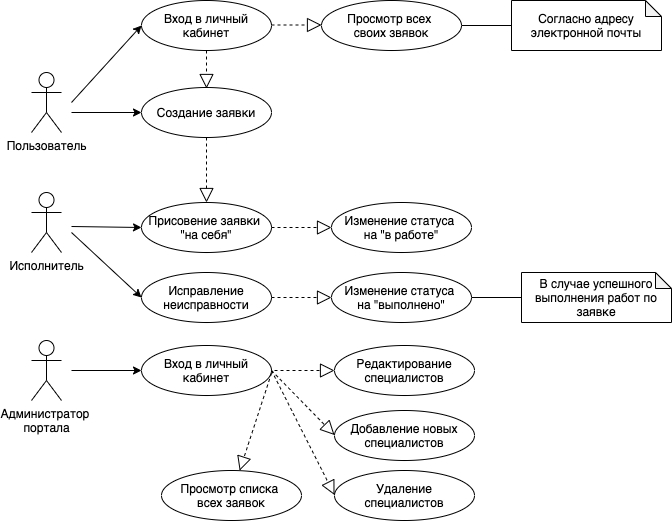 Вход в личный
кабинет
Просмотр всех
своих звявок
Согласно адресу
электронной почты
Создание заявки
Пользователь
Присовение заявки
"на себя"
Изменение статуса
на "в работе"
Исполнитель
Исправление
неисправности
Изменение статуса
на "выполнено"
В случае успешного
выполнения работ по
заявке
Вход в личный
кабинет
Редактирование
специалистов
Администратор
портала
Добавление новых
специалистов
Просмотр списка
всех заявок
Удаление
специалистов